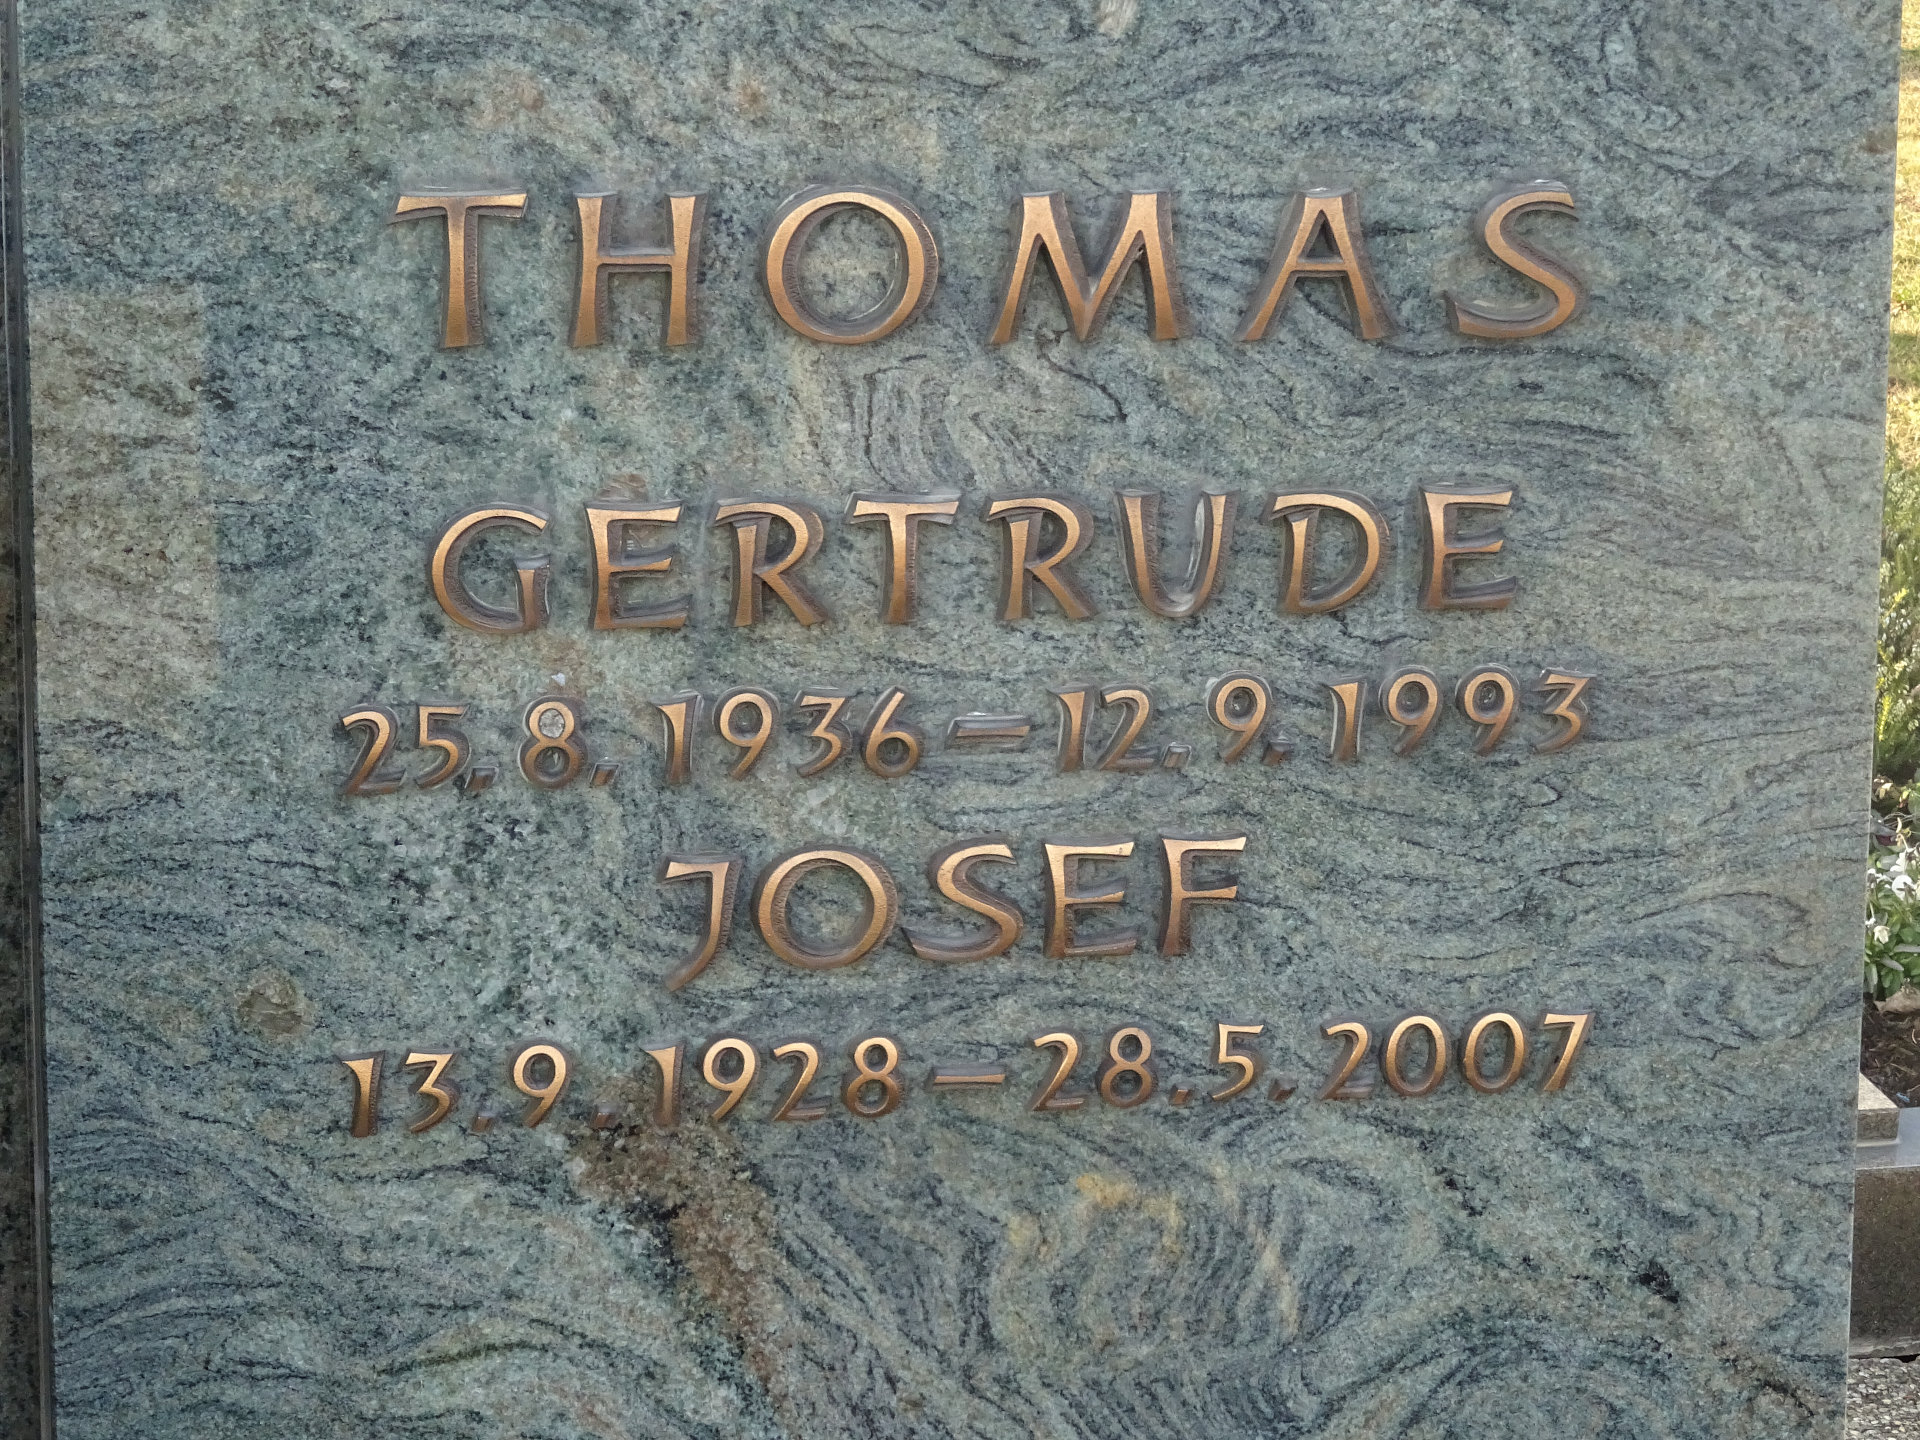 THOMAS
GERTRUDE
25.8.1936 – 12.9.1993
JOSEF
13.9.1928 – 28.5.2007